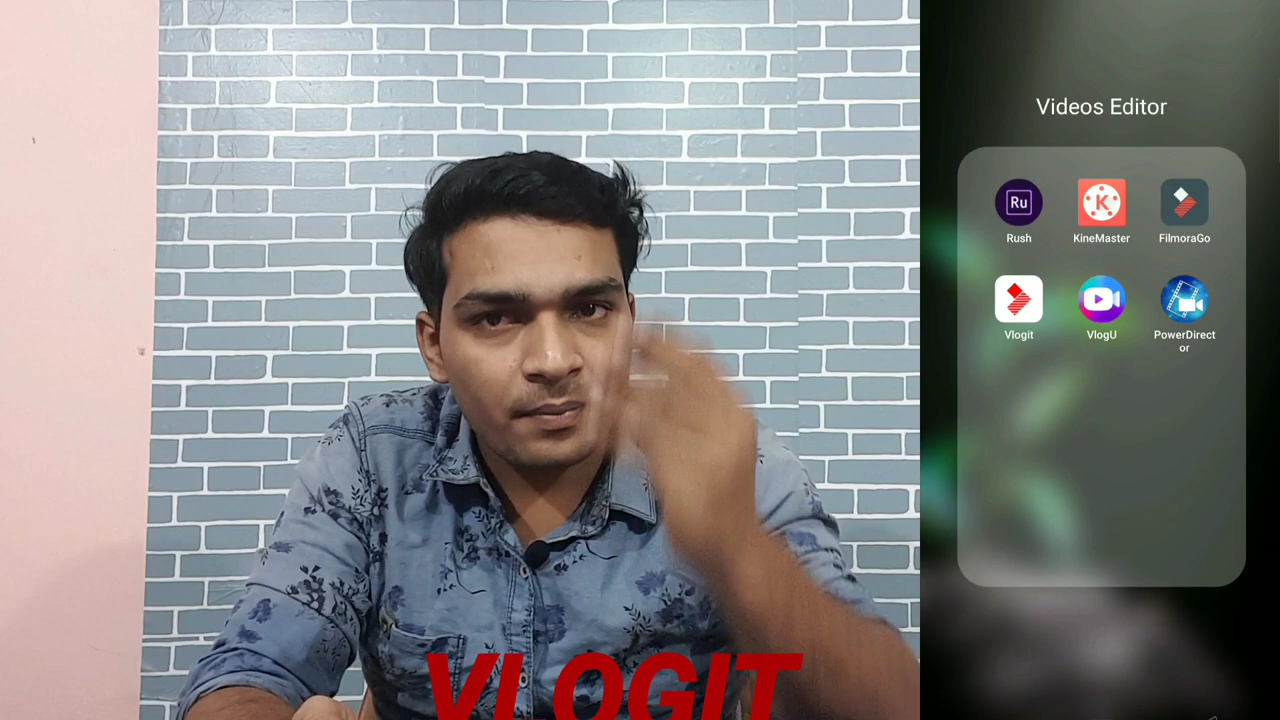 Videos Editor
Ru
K
Rush
KineMaster
FilmoraGo
Vlogit
VlogU
PowerDirect
or
VLOGIT